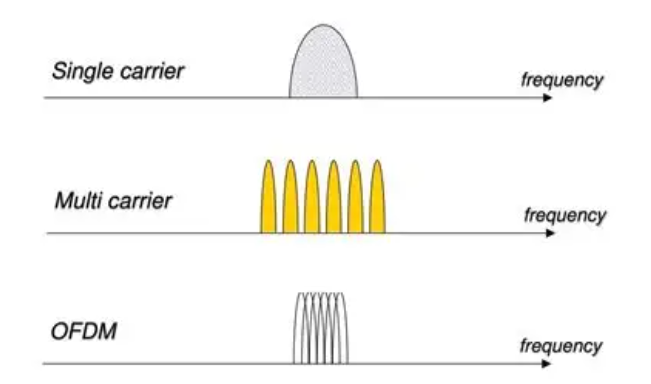 Single carrier
frequency
Multi carrier
frequency
OFDM
frequency